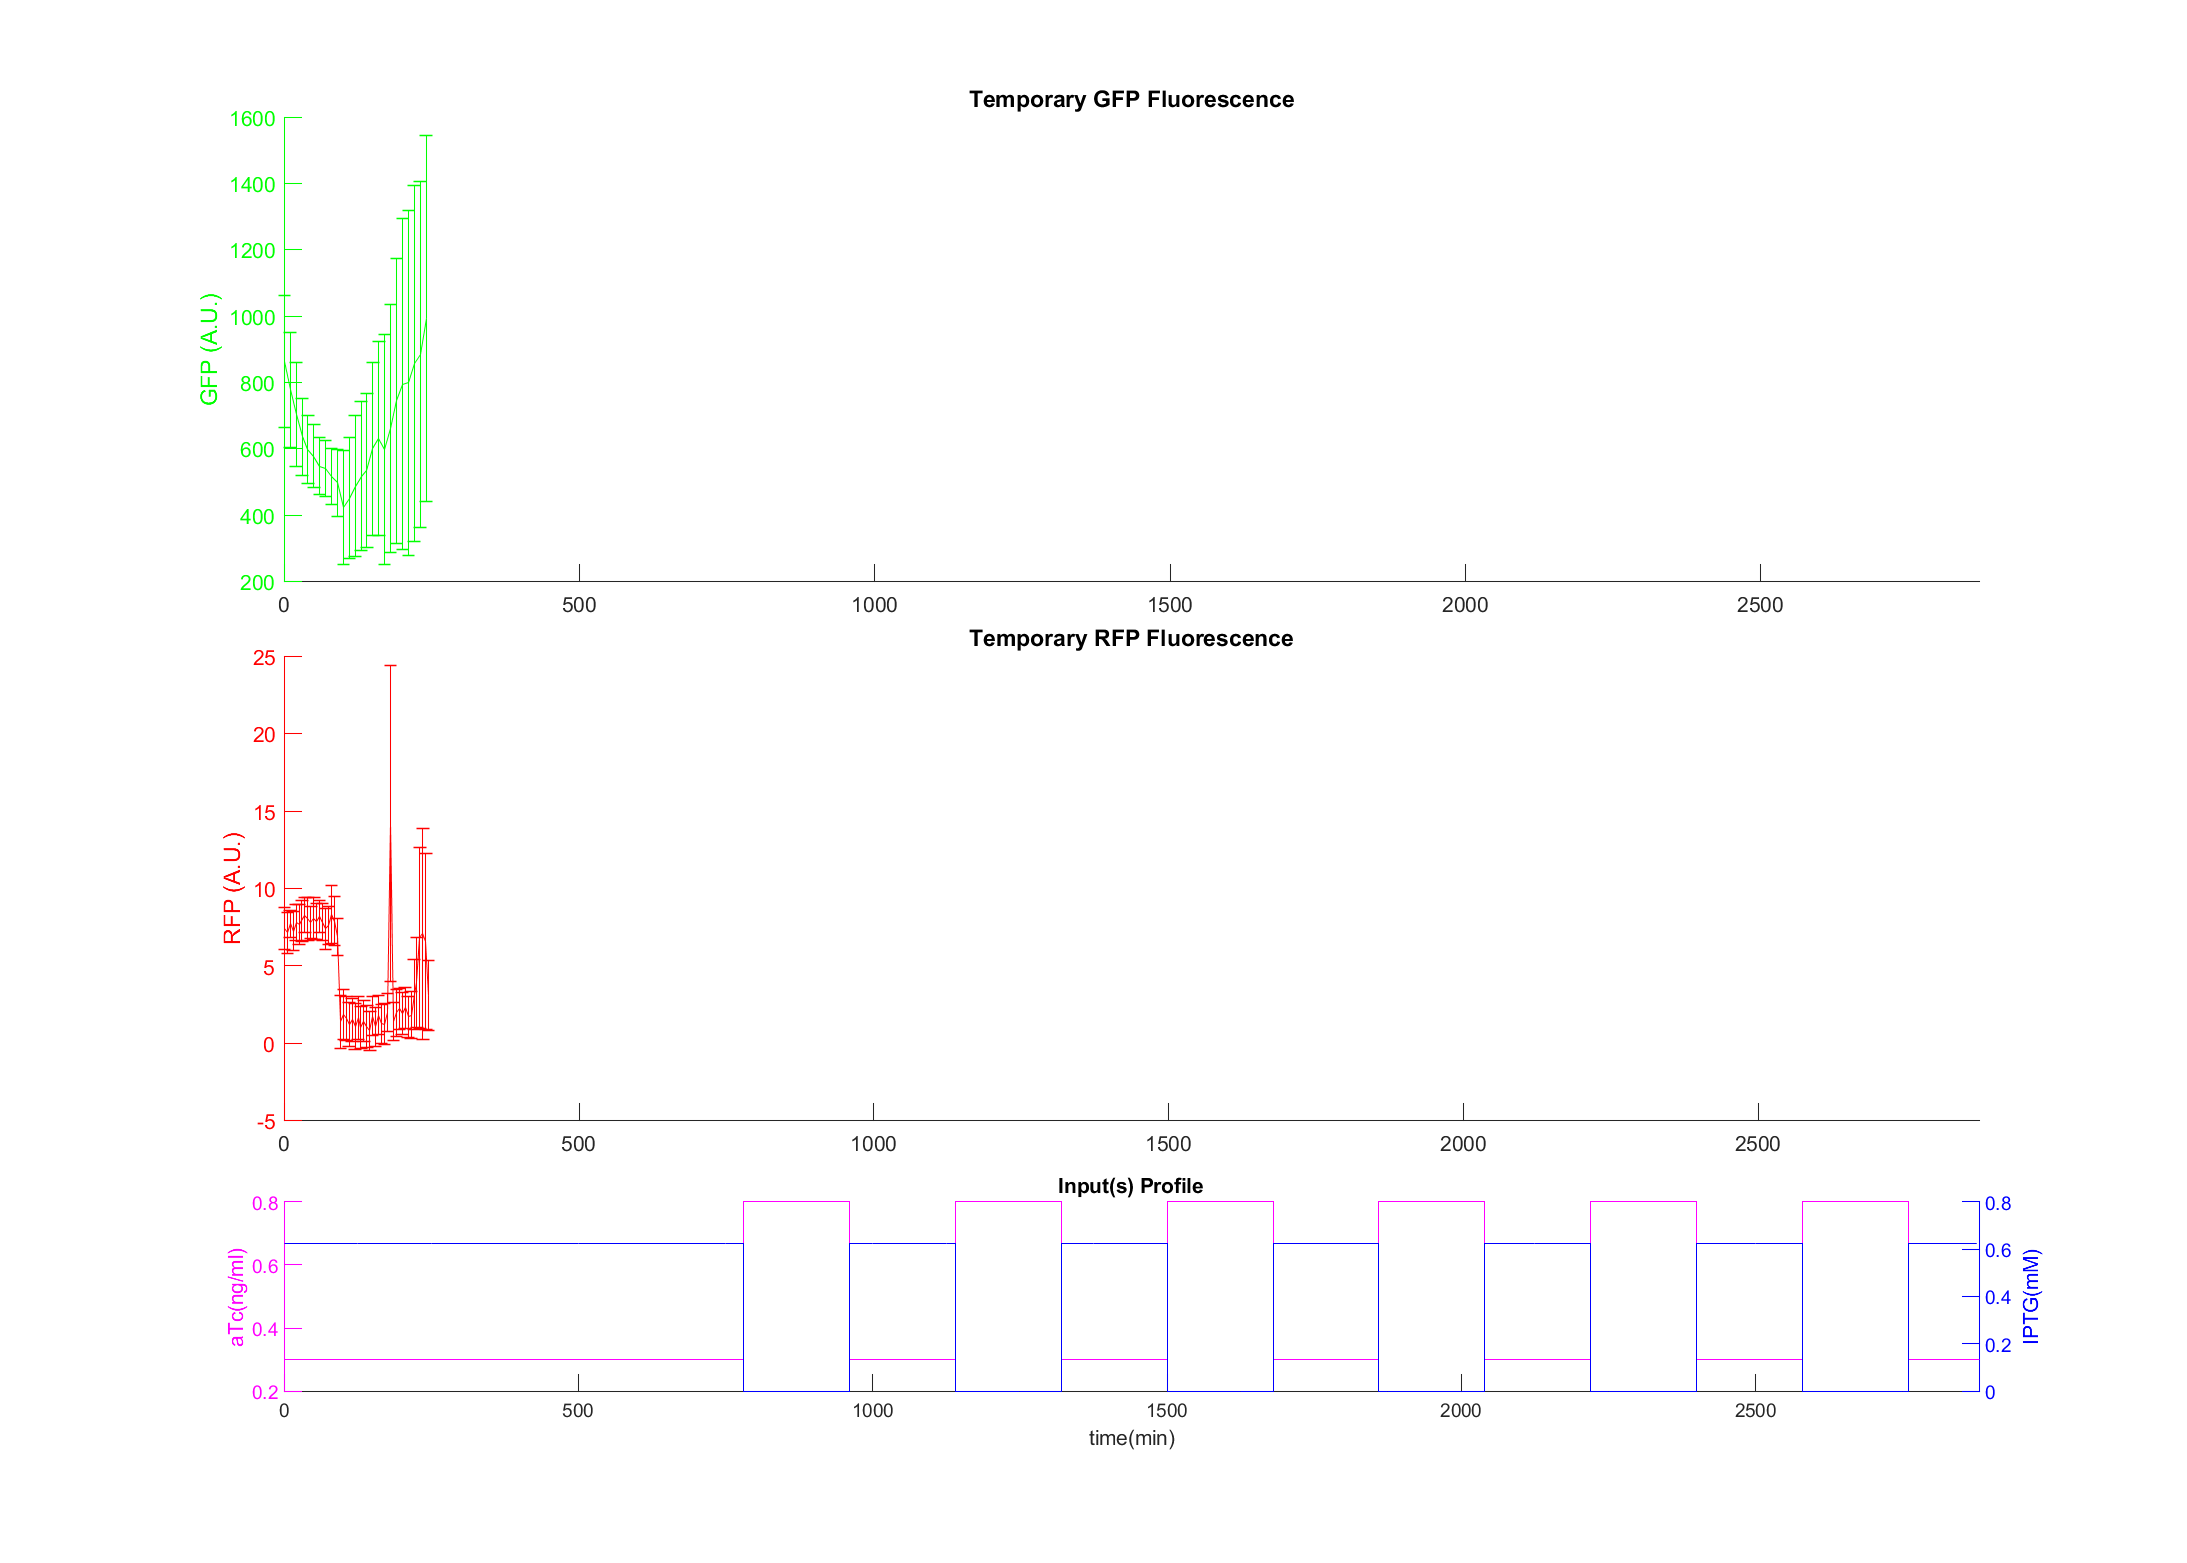 Temporary GFP Fluorescence
1600
1400
1200
1000
800
600
400
200
GFP (A.U.)
0 500 1000 1500 2000 2500
Temporary RFP Fluorescence
25
20
15
10
5
0
-5
RFP (A.U.)
0 500 1000 1500 2000 2500
Input(s) Profile
0.8
0.6
0.4
0.2
aTc(ng/ml)
0.8
0.6
0.4
0.2
0
IPTG(mM)
0 500 1000 1500 2000 2500
time(min)